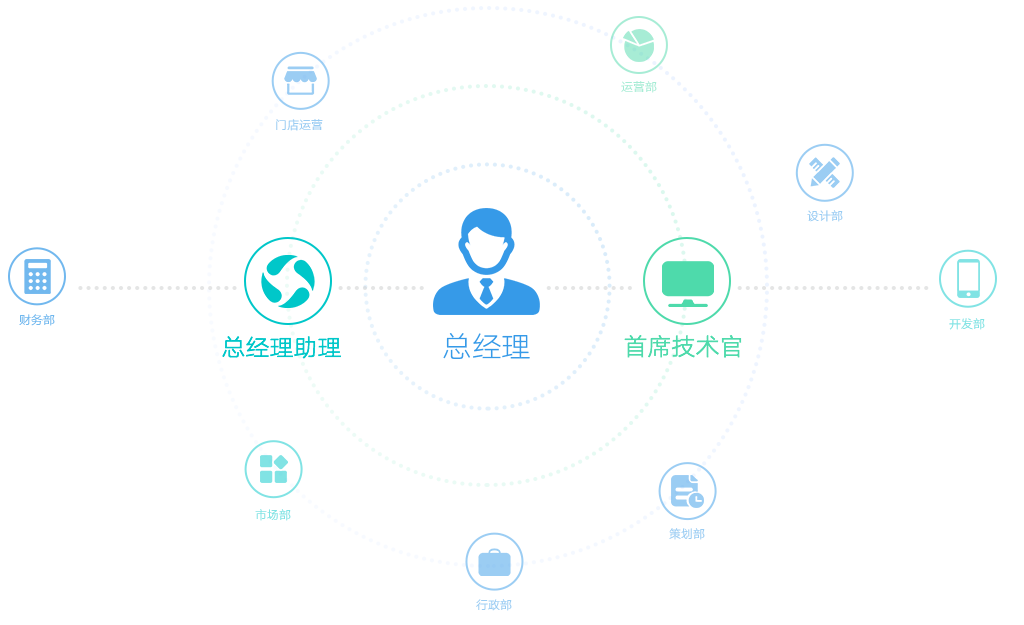 运营部
门店运营
设计部
财务部
开发部
总经理助理
总经理
首席技术官
市场部
策划部
行政部